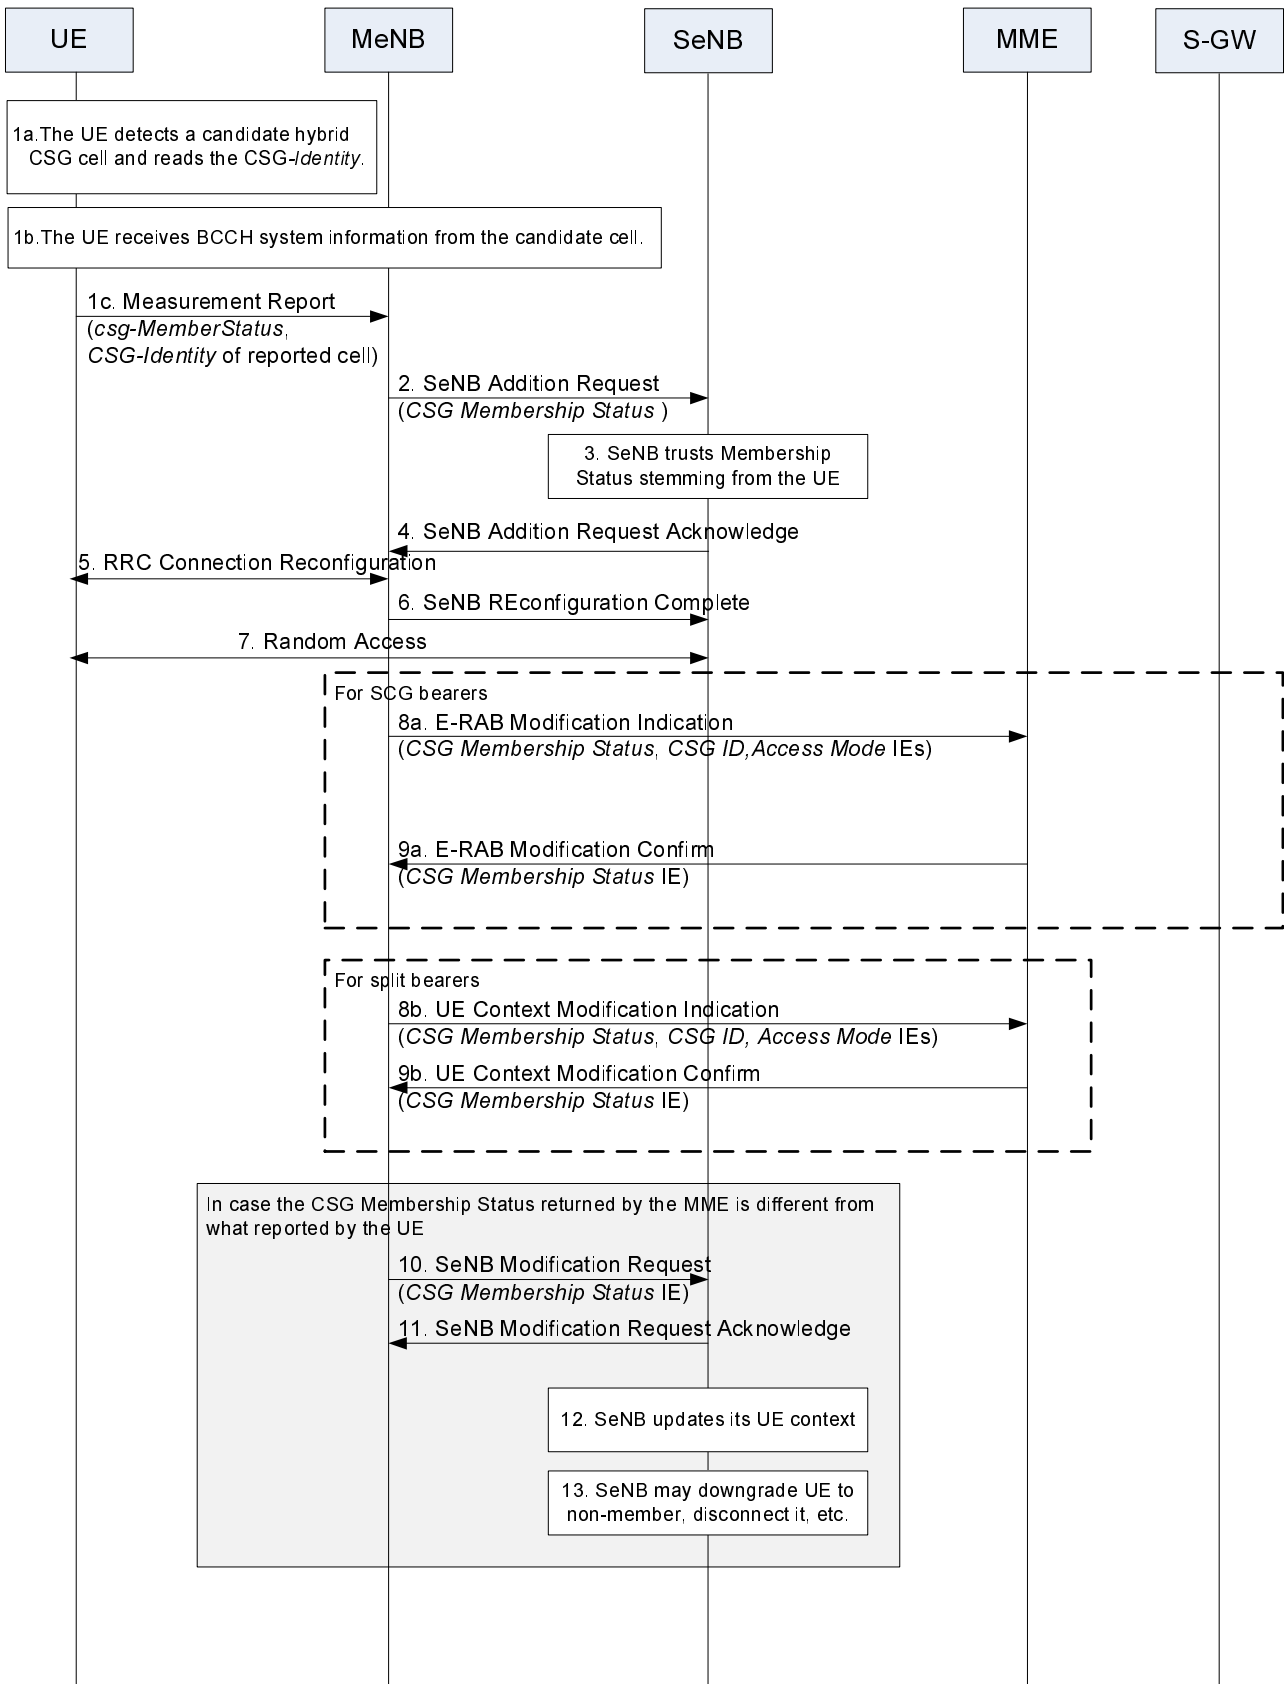 UE
MeNB
SeNB
MME
S-GW
1a.The UE detects a candidate hybrid
CSG cell and reads the CSG-Identity.
1b.The UE receives BCCH system information from the candidate cell.
1c. Measurement Report
(csg-MemberStatus,
CSG-Identity of reported cell)
2. SeNB Addition Request
(CSG Membership Status )
3. SeNB trusts Membership
Status stemming from the UE
4. SeNB Addition Request Acknowledge
5. RRC Connection Reconfiguration
6. SeNB REconfiguration Complete
7. Random Access
For SCG bearers
8a. E-RAB Modification Indication
(CSG Membership Status, CSG ID,Access Mode IEs)
9a. E-RAB Modification Confirm
(CSG Membership Status IE)
For split bearers
8b. UE Context Modification Indication
(CSG Membership Status, CSG ID, Access Mode IEs)
9b. UE Context Modification Confirm
(CSG Membership Status IE)
In case the CSG Membership Status returned by the MME is different from
what reported by the UE
10. SeNB Modification Request
(CSG Membership Status IE)
11. SeNB Modification Request Acknowledge
12. SeNB updates its UE context
13. SeNB may downgrade UE to
non-member, disconnect it, etc.